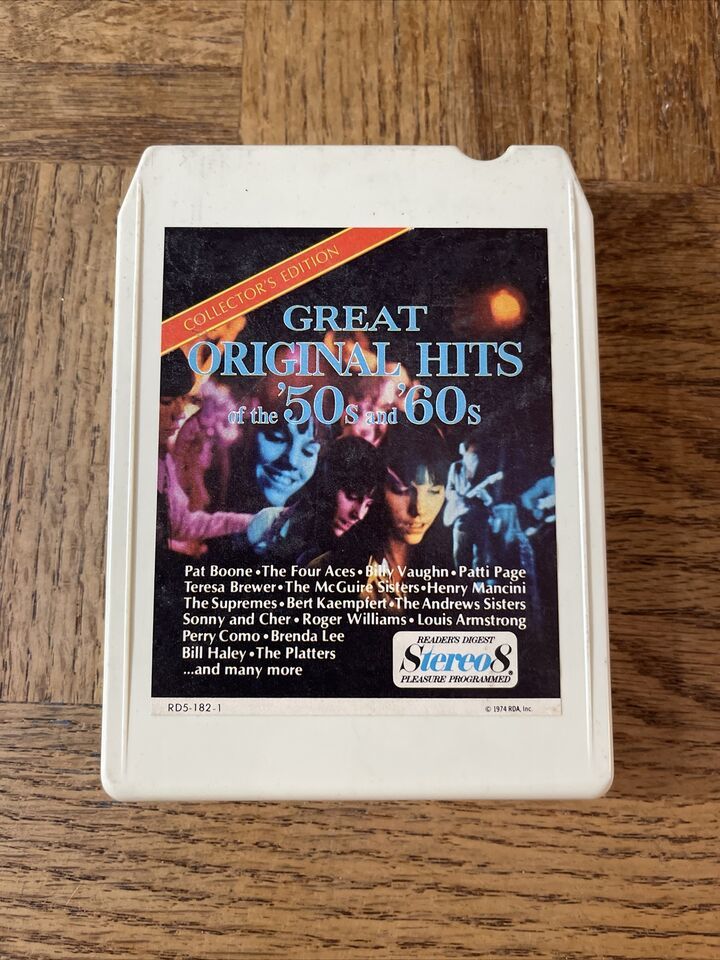 COLLECTOR'S EDITION
GREAT
ORIGINAL HITS
of the '50s and '60s
Pat Boone • The Four Aces • Billy Vaughn • Patti Page
Teresa Brewer • The McGuire Sisters • Henry Mancini
The Supremes • Bert Kaempfert • The Andrews Sisters
Sonny and Cher • Roger Williams • Louis Armstrong
Perry Como • Brenda Lee
Bill Haley • The Platters
...and many more
READER'S DIGEST
Stereo8®
PLEASURE PROGRAMMED
RD5-182-1
© 1974 RDA, Inc.